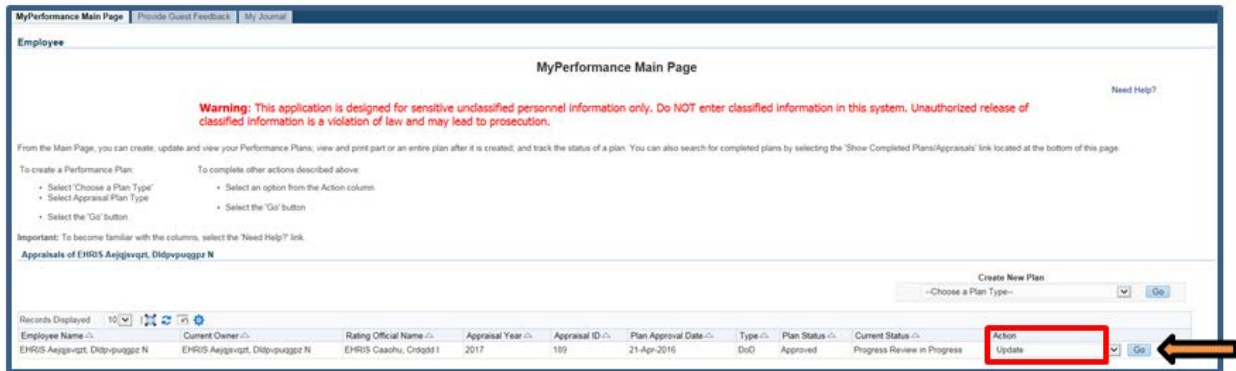 MyPerformance Main Page Provide Guest Feedback My Journal
Employee
MyPerformance Main Page
Need Help?
Warning: This application is designed for sensitive unclassified personnel information only. Do NOT enter classified information in this system. Unauthorized release of
classified information is a violation of law and may lead to prosecution.
From the Main Page, you can create, update and view your Performance Plans; view and print part or an entire plan after it is created; and track the status of a plan. You can also search for completed plans by selecting the 'Show Completed Plans/Appraisals' link located at the bottom of this page.
To create a Performance Plan: To complete other actions described above:
• Select 'Choose a Plan Type' • Select an option from the Action column
• Select Appraisal Plan Type
• Select the 'Go' button
• Select the 'Go' button
Important: To become familiar with the columns, select the 'Need Help?' link.
Appraisals of EHRIS Aejqjsvqzt, Dldpvpuqgpz N
Create New Plan
--Choose a Plan Type-- Go
Records Displayed 10
Employee Name Current Owner Rating Official Name Appraisal Year Appraisal ID Plan Approval Date Type Plan Status Current Status Action
EHRIS Aejqjsvqzt, Dldpvpuqgpz N EHRIS Aejqjsvqzt, Dldpvpuqgpz N EHRIS Caaohu, Crdqdd I 2017 189 21-Apr-2016 DoD Approved Progress Review in Progress Update Go